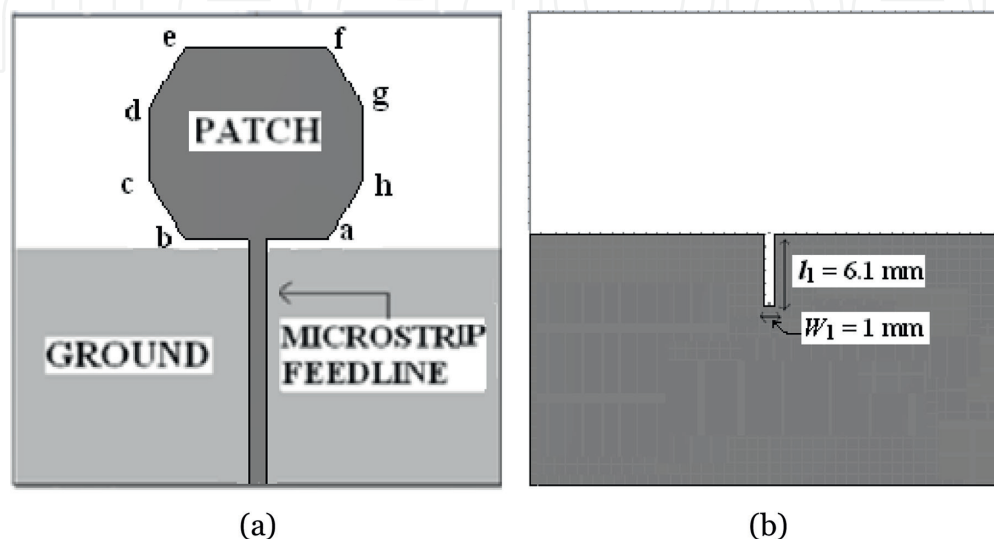 e
f
d
g
PATCH
c
h
b
a
GROUND
MICROSTRIP
FEEDLINE
(a)
l1 = 6.1 mm
W1 = 1 mm
(b)